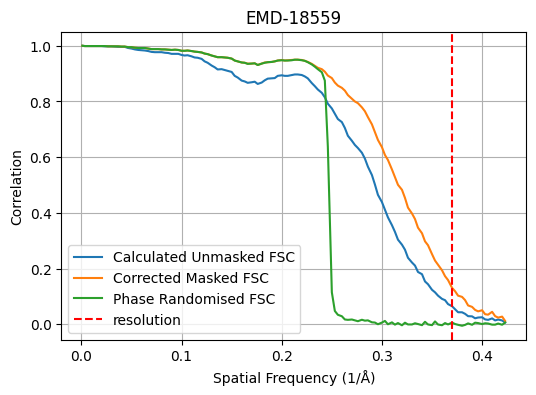 EMD-18559
1.0
0.8
0.6
0.4
0.2
0.0
Correlation
Calculated Unmasked FSC
Corrected Masked FSC
Phase Randomised FSC
resolution
0.0 0.1 0.2 0.3 0.4
Spatial Frequency (1/Å)